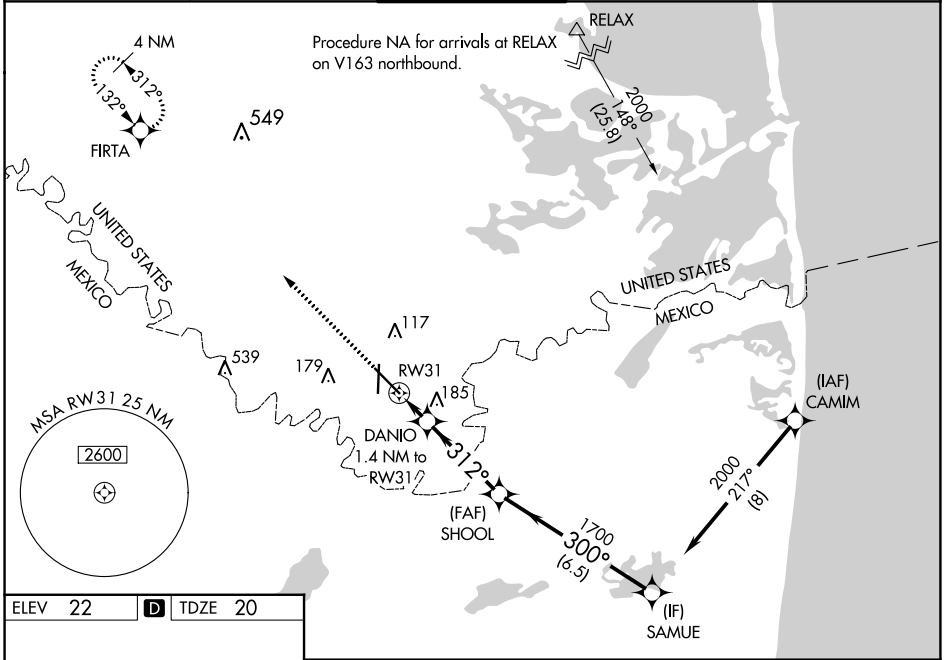 RELAX
Procedure NA for arrivals at RELAX
on V163 northbound.
2000
148°
(25.8)
4 NM
312°
132°
FIRTA
549
UNITED STATES
MEXICO
UNITED STATES
MEXICO
117
539
179
RW31
185
DANIO
1.4 NM to
RW31
312°
(FAF)
SHOOL
1700
300°
(6.5)
(IF)
SAMUE
(IAF)
CAMIM
2000
217°
(8)
MSA RW31 25 NM
2600
ELEV 22 D TDZE 20